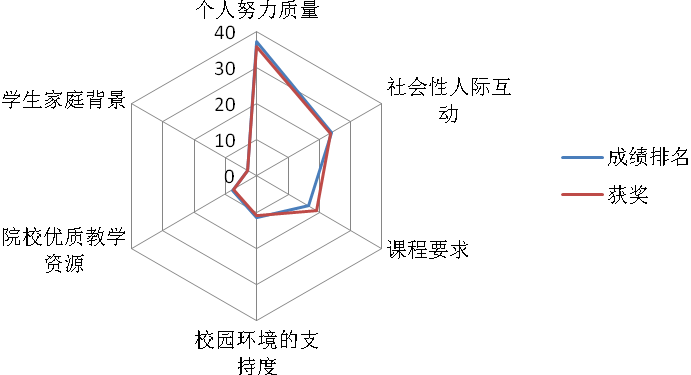 个人努力质量
40
30
20
10
0
社会性人际互
动
课程要求
校园环境的支
持度
院校优质教学
资源
学生家庭背景
成绩排名
获奖